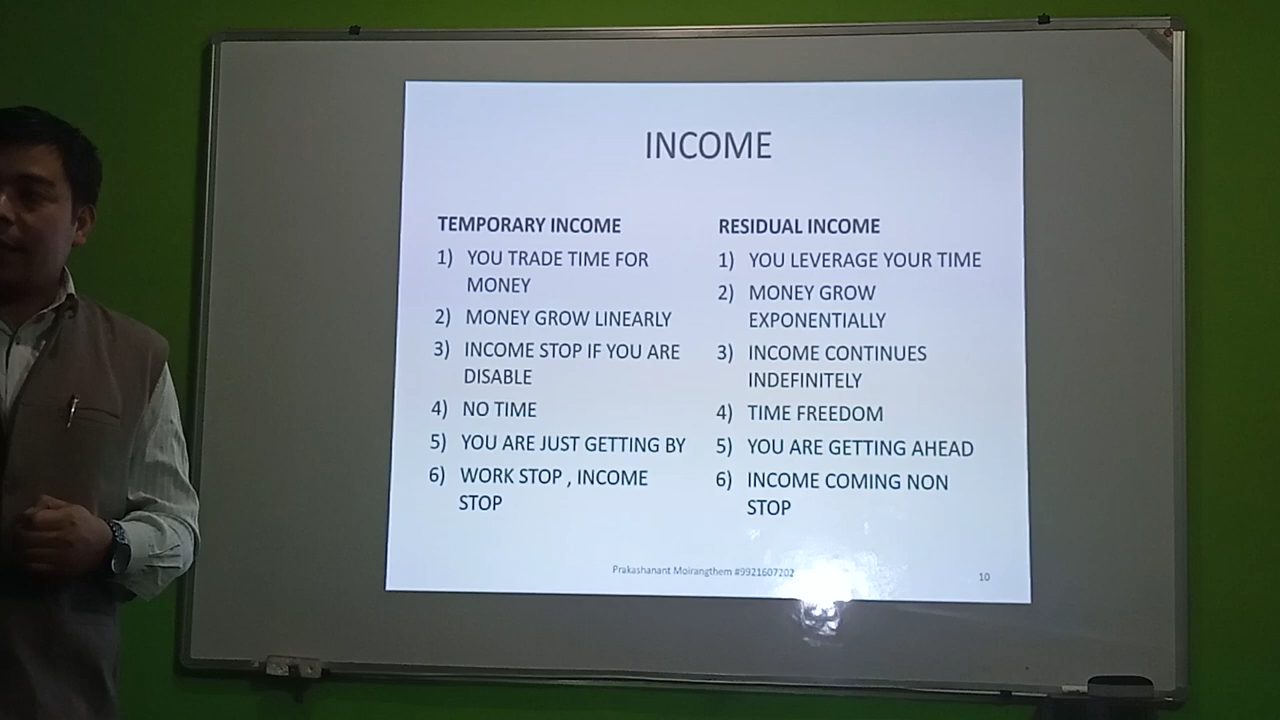 INCOME
TEMPORARY INCOME
1) YOU TRADE TIME FOR
MONEY
2) MONEY GROW LINEARLY
3) INCOME STOP IF YOU ARE
DISABLE
4) NO TIME
5) YOU ARE JUST GETTING BY
6) WORK STOP , INCOME
STOP
RESIDUAL INCOME
1) YOU LEVERAGE YOUR TIME
2) MONEY GROW
EXPONENTIALLY
3) INCOME CONTINUES
INDEFINITELY
4) TIME FREEDOM
5) YOU ARE GETTING AHEAD
6) INCOME COMING NON
STOP
Prakashanant Moirangthem #9921607202
10